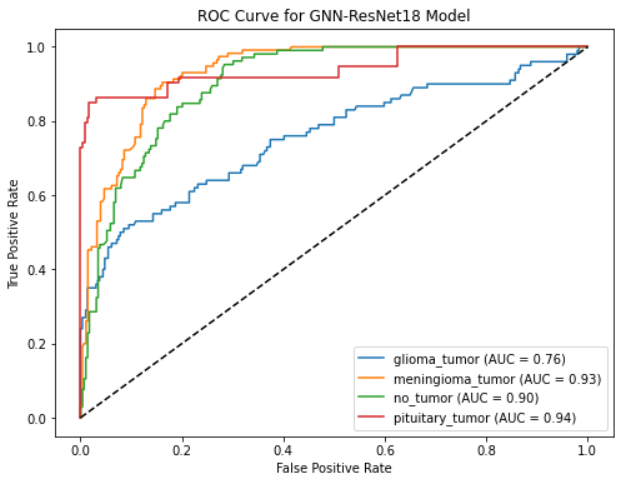 ROC Curve for GNN-ResNet18 Model
True Positive Rate
1.0
0.8
0.6
0.4
0.2
0.0
glioma_tumor (AUC = 0.76)
meningioma_tumor (AUC = 0.93)
no_tumor (AUC = 0.90)
pituitary_tumor (AUC = 0.94)
0.0 0.2 0.4 0.6 0.8 1.0
False Positive Rate